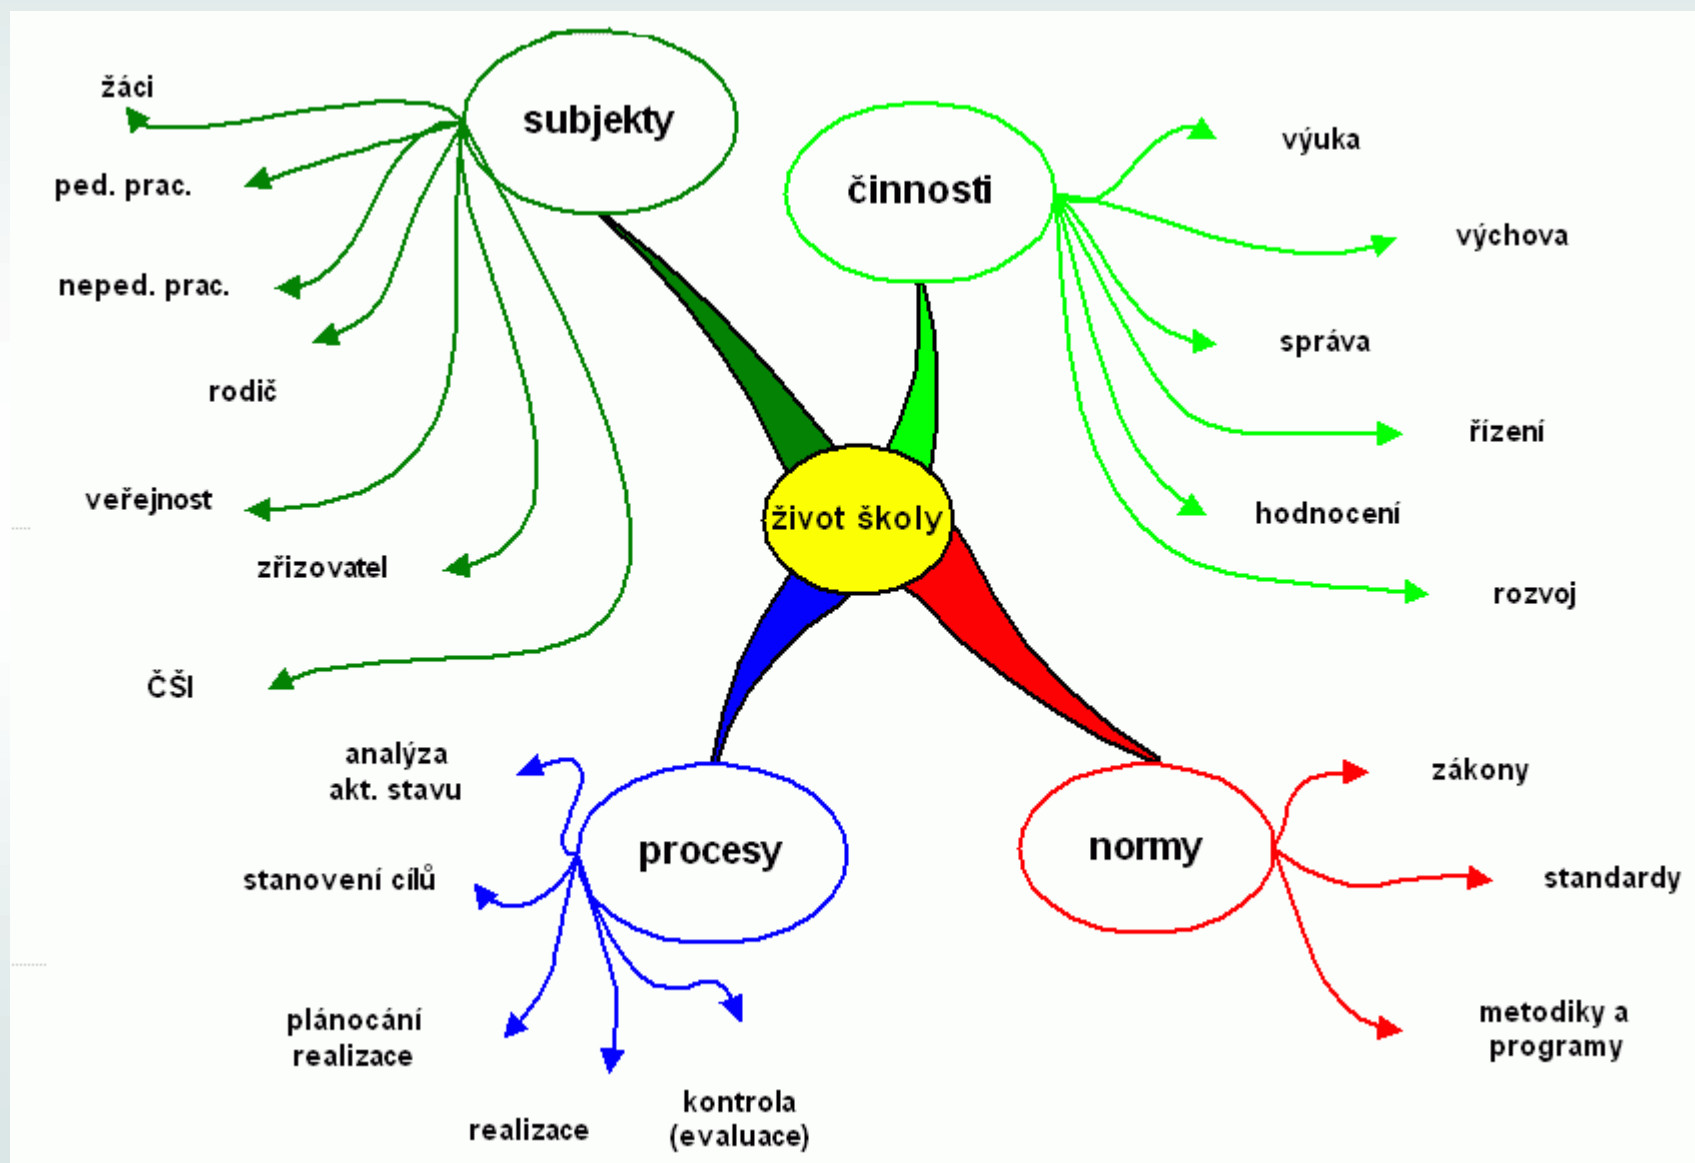 subjekty
žáci
ped. prac.
neped. prac.
rodič
veřejnost
zřizovatel
ČŠI
činnosti
výuka
výchova
správa
řízení
hodnocení
rozvoj
život školy
procesy
analýza
akt. stavu
stanovení cílů
plánocání
realizace
realizace
kontrola
(evaluace)
normy
zákony
standardy
metodiky a
programy